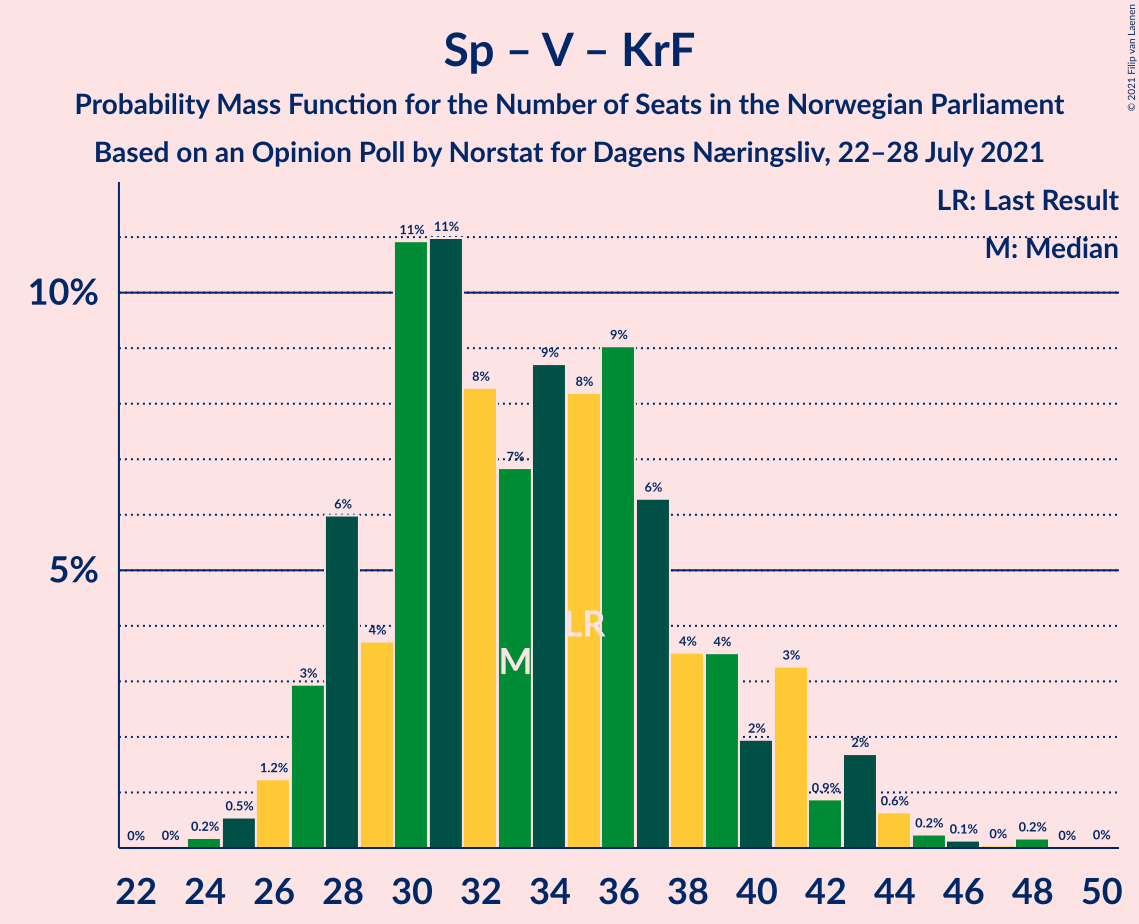 © 2021 Filip van Laenen
Sp – V – KrF
Probability Mass Function for the Number of Seats in the Norwegian Parliament
Based on an Opinion Poll by Norstat for Dagens Næringsliv, 22–28 July 2021
LR: Last Result
M: Median
10%
5%
0% 0% 0.2% 0.5% 1.2% 3% 6% 4% 11% 11% 8% 7% 9% 8% 9% 6% 4% 4% 2% 3% 0.9% 2% 0.6% 0.2% 0.1% 0% 0.2% 0% 0%
LR
M
22 24 26 28 30 32 34 36 38 40 42 44 46 48 50